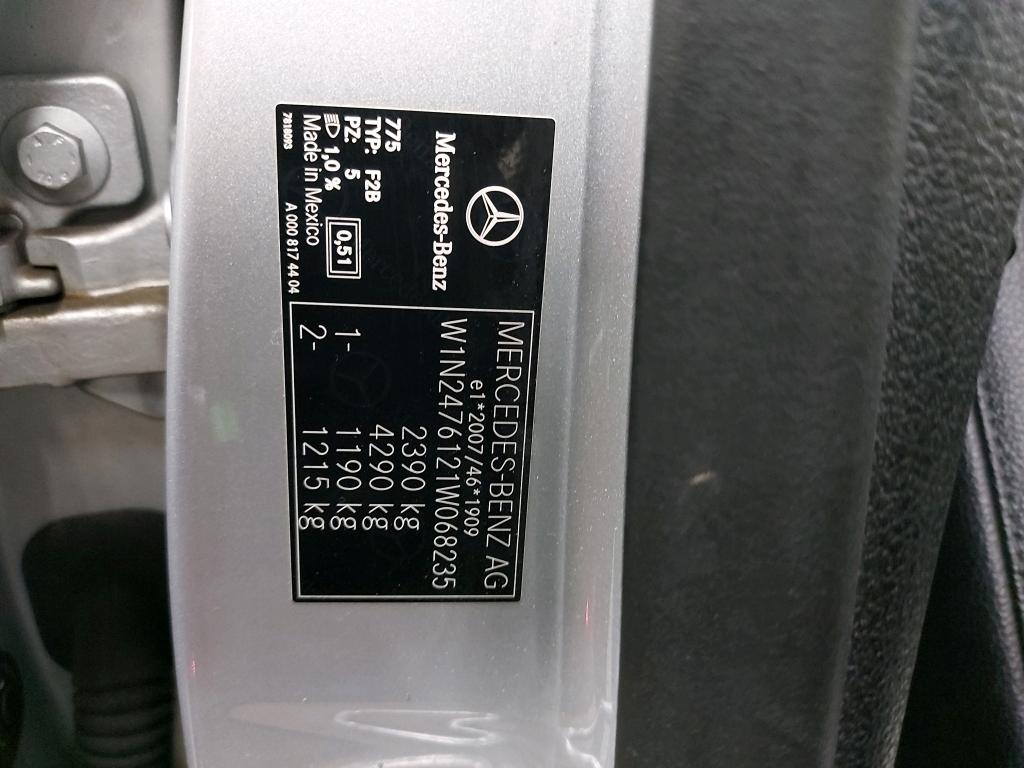 Mercedes-Benz
775
TYP: F2B
PZ: 5
1,0 % 0,51
Made in Mexico
7818093 A 000 817 44 04
MERCEDES-BENZ AG
e1*2007/46*1909
W1N2476121W068235
2390 kg
4290 kg
1- 1190 kg
2- 1215 kg